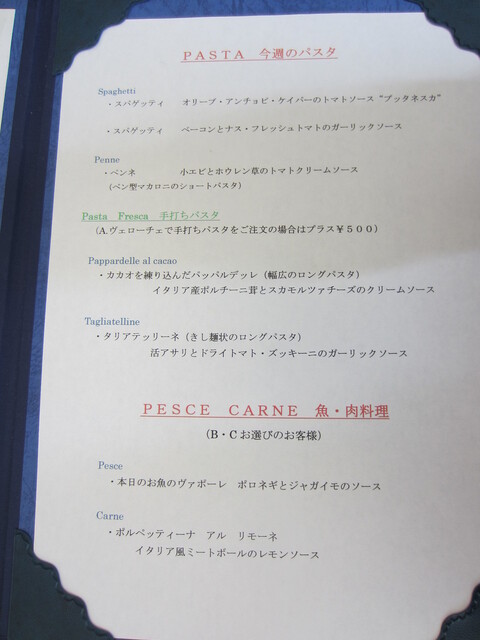 PASTA 今週のパスタ
Spaghetti
・スパゲッティ オリーブ・アンチョビ・ケイパーのトマトソース“プッタネスカ”
・スパゲッティ ベーコンとナス・フレッシュトマトのガーリックソース
Penne
・ペンネ 小エビとホウレン草のトマトクリームソース
(ペン型マカロニのショートパスタ)
Pasta Fresca 手打ちパスタ
(A.ヴェローチェで手打ちパスタをご注文の場合はプラス￥５００)
Pappardelle al cacao
・カカオを練り込んだパッパルデッレ（幅広のロングパスタ）
イタリア産ポルチーニ茸とスカモルツァチーズのクリームソース
Tagliatelline
・タリアテッリーネ（きし麺状のロングパスタ）
活アサリとドライトマト・ズッキーニのガーリックソース
PESCE CARNE 魚・肉料理
（B・Cお選びのお客様）
Pesce
・本日のお魚のヴァポーレ ポロネギとジャガイモのソース
Carne
・ポルペッティーナ アル リモーネ
イタリア風ミートボールのレモンソース